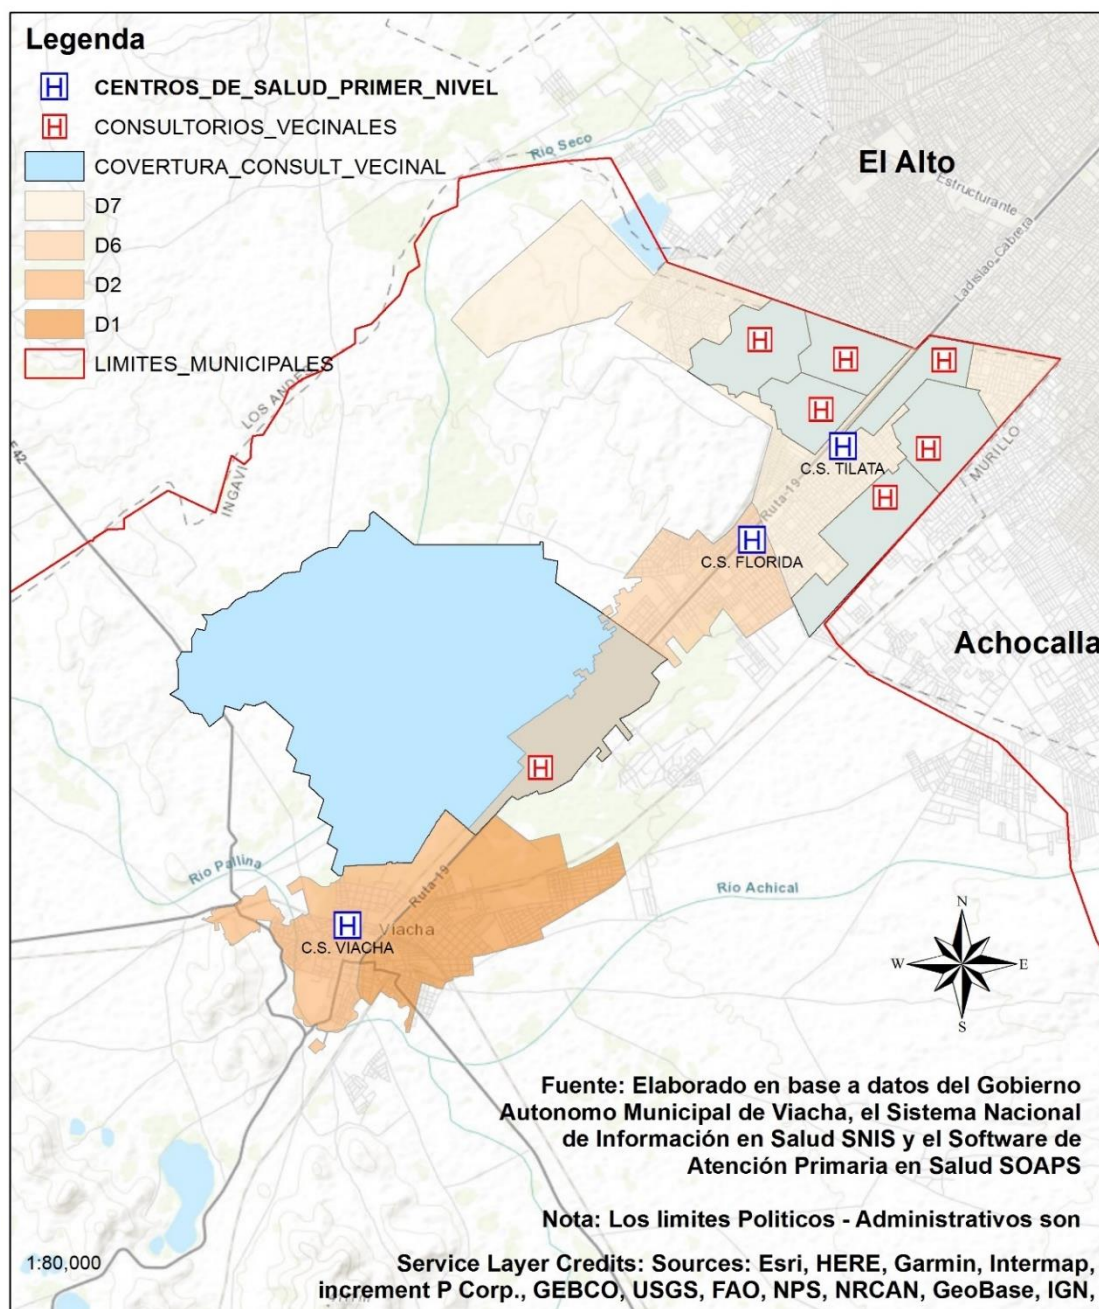 Legenda
CENTROS_DE_SALUD_PRIMER_NIVEL
CONSULTORIOS_VECINALES
COVERTURA_CONSULT_VECINAL
D7
D6
D2
D1
LIMITES_MUNICIPALES
Rio Seco
El Alto
Estructurante
Ladislao Cabrera
LOS ANDES
INGAVI
F42
H
H
H
H
H
H
H
C.S. TILATA
MURILLO
Ruta-19
H
C.S. FLORIDA
Achocalla
H
Rio Pallina
Ruta-19
Rio Achical
H
Viacha
C.S. VIACHA
N
W
E
S
Fuente: Elaborado en base a datos del Gobierno
Autonomo Municipal de Viacha, el Sistema Nacional
de Información en Salud SNIS y el Software de
Atención Primaria en Salud SOAPS
Nota: Los limites Politicos - Administrativos son
1:80,000
Service Layer Credits: Sources: Esri, HERE, Garmin, Intermap,
increment P Corp., GEBCO, USGS, FAO, NPS, NRCAN, GeoBase, IGN,